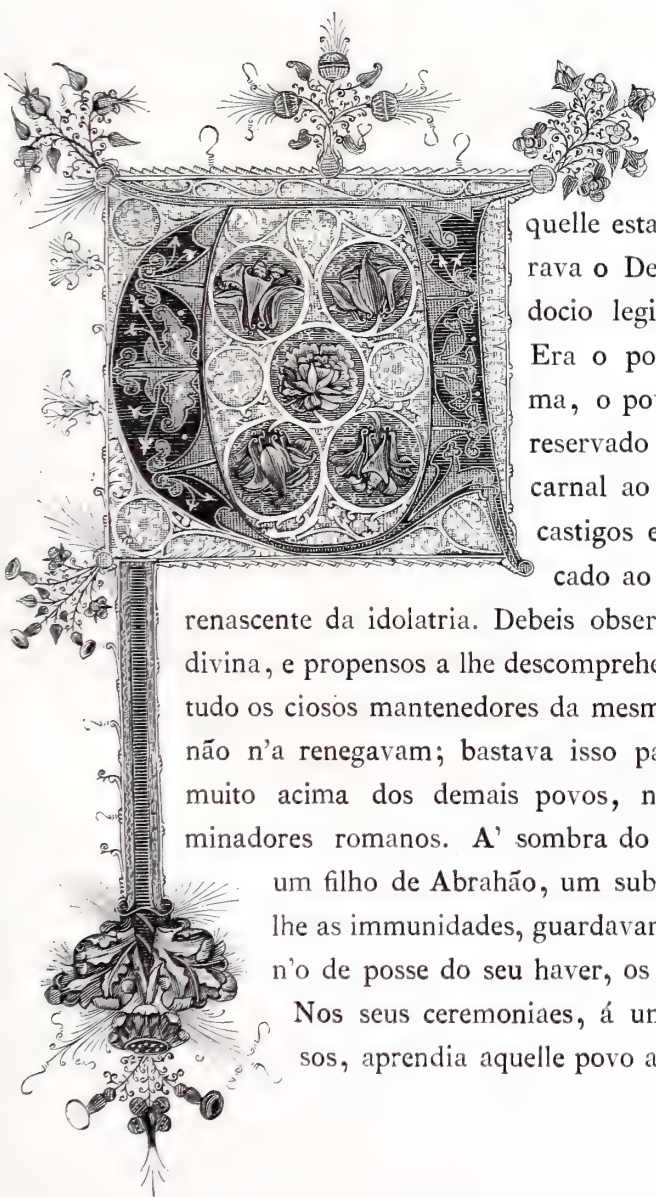 quelle esta
rava o De
docio legi
Era o po
ma, o pov
reservado
carnal ao
castigos e
cado ao
renascente da idolatria. Debeis obser
divina, e propensos a lhe descomprehe
tudo os ciosos mantenedores da mesm
não n'a renegavam; bastava isso pa
muito acima dos demais povos, n
minadores romanos. A' sombra do
um filho de Abrahão, um sub
lhe as immunidades, guardavam
n'o de posse do seu haver, os
Nos seus ceremoniaes, á un
sos, aprendia aquelle povo a